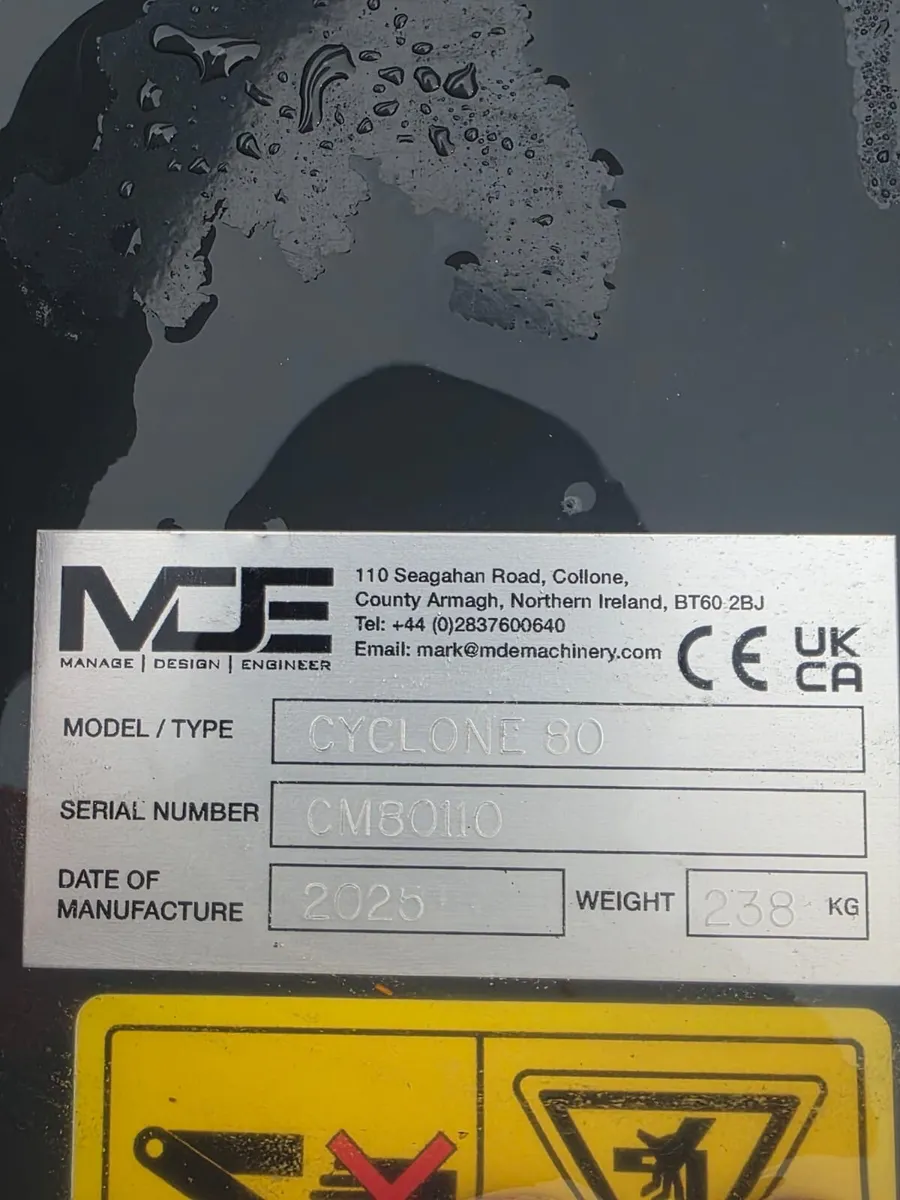 MDE
MANAGE | DESIGN | ENGINEER
110 Seagahan Road, Collone,
County Armagh, Northern Ireland, BT60 2BJ
Tel: +44 (0)2837600640
Email: mark@mdemachinery.com
CE
UK
CA
MODEL / TYPE CYCLONE 80
SERIAL NUMBER CM80110
DATE OF
MANUFACTURE 2025 WEIGHT 238 KG